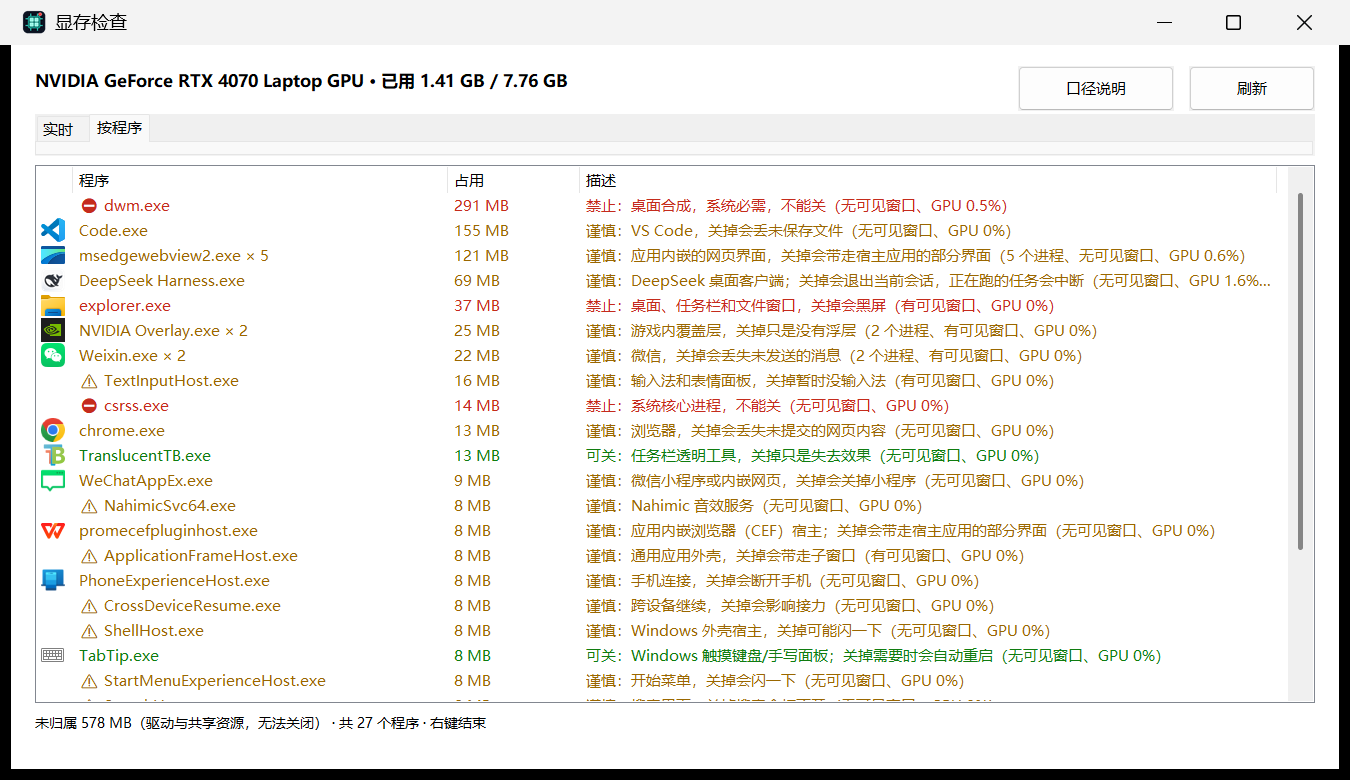 显存检查
NVIDIA GeForce RTX 4070 Laptop GPU • 已用 1.41 GB / 7.76 GB
口径说明
刷新
实时 按程序
程序 占用 描述
dwm.exe 291 MB 禁止：桌面合成，系统必需，不能关（无可见窗口、GPU 0.5%）
Code.exe 155 MB 谨慎：VS Code，关掉会丢未保存文件（无可见窗口、GPU 0%）
msedgewebview2.exe × 5 121 MB 谨慎：应用内嵌的网页界面，关掉会带走宿主应用的部分界面（5 个进程、无可见窗口、GPU 0.6%）
DeepSeek Harness.exe 69 MB 谨慎：DeepSeek 桌面客户端；关掉会退出当前会话，正在跑的任务会中断（无可见窗口、GPU 1.6%...
explorer.exe 37 MB 禁止：桌面、任务栏和文件窗口，关掉会黑屏（有可见窗口、GPU 0%）
NVIDIA Overlay.exe × 2 25 MB 谨慎：游戏内覆盖层，关掉只是没有浮层（2 个进程、有可见窗口、GPU 0%）
Weixin.exe × 2 22 MB 谨慎：微信，关掉会丢失未发送的消息（2 个进程、有可见窗口、GPU 0%）
TextInputHost.exe 16 MB 谨慎：输入法和表情面板，关掉暂时没输入法（有可见窗口、GPU 0%）
csrss.exe 14 MB 禁止：系统核心进程，不能关（无可见窗口、GPU 0%）
chrome.exe 13 MB 谨慎：浏览器，关掉会丢失未提交的网页内容（无可见窗口、GPU 0%）
TranslucentTB.exe 13 MB 可关：任务栏透明工具，关掉只是失去效果（无可见窗口、GPU 0%）
WeChatAppEx.exe 9 MB 谨慎：微信小程序或内嵌网页，关掉会关掉小程序（无可见窗口、GPU 0%）
NahimicSvc64.exe 8 MB 谨慎：Nahimic 音效服务（无可见窗口、GPU 0%）
promecefpluginhost.exe 8 MB 谨慎：应用内嵌浏览器（CEF）宿主；关掉会带走宿主应用的部分界面（无可见窗口、GPU 0%）
ApplicationFrameHost.exe 8 MB 谨慎：通用应用外壳，关掉会带走子窗口（有可见窗口、GPU 0%）
PhoneExperienceHost.exe 8 MB 谨慎：手机连接，关掉会断开手机（无可见窗口、GPU 0%）
CrossDeviceResume.exe 8 MB 谨慎：跨设备继续，关掉会影响接力（无可见窗口、GPU 0%）
ShellHost.exe 8 MB 谨慎：Windows 外壳宿主，关掉可能闪一下（无可见窗口、GPU 0%）
TabTip.exe 8 MB 可关：Windows 触摸键盘/手写面板；关掉需要时会自动重启（无可见窗口、GPU 0%）
StartMenuExperienceHost.exe 8 MB 谨慎：开始菜单，关掉会闪一下（无可见窗口、GPU 0%）
未归属 578 MB（驱动与共享资源，无法关闭） · 共 27 个程序 · 右键结束